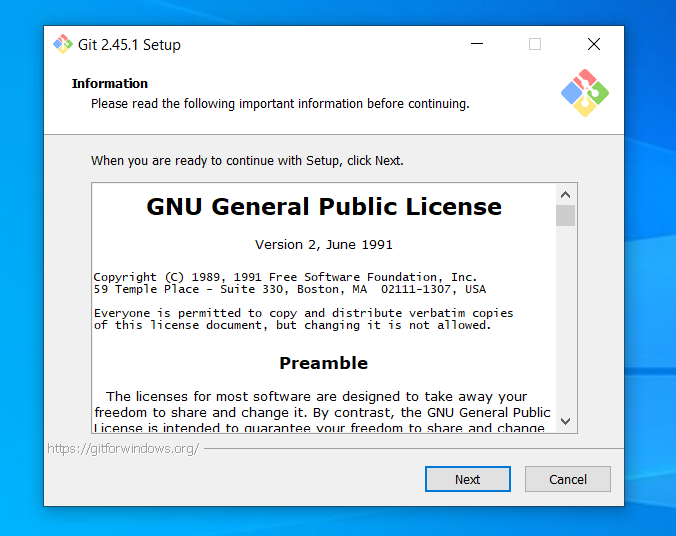 Git 2.45.1 Setup
Information
Please read the following important information before continuing.
When you are ready to continue with Setup, click Next.
GNU General Public License
Version 2, June 1991
Copyright (C) 1989, 1991 Free Software Foundation, Inc.
59 Temple Place - Suite 330, Boston, MA  02111-1307, USA
Everyone is permitted to copy and distribute verbatim copies
of this license document, but changing it is not allowed.
Preamble
The licenses for most software are designed to take away your
freedom to share and change it. By contrast, the GNU General Public
License is intended to guarantee your freedom to share and change
https://gitforwindows.org/
Next
Cancel